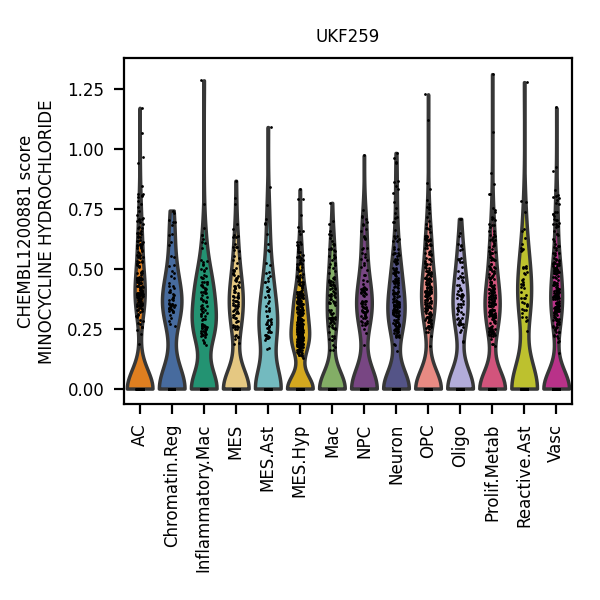 UKF259
CHEMBL1200881 score
MINOCYCLINE HYDROCHLORIDE
1.25
1.00
0.75
0.50
0.25
0.00
AC
Chromatin.Reg
Inflammatory.Mac
MES
MES.Ast
MES.Hyp
Mac
NPC
Neuron
OPC
Oligo
Prolif.Metab
Reactive.Ast
Vasc